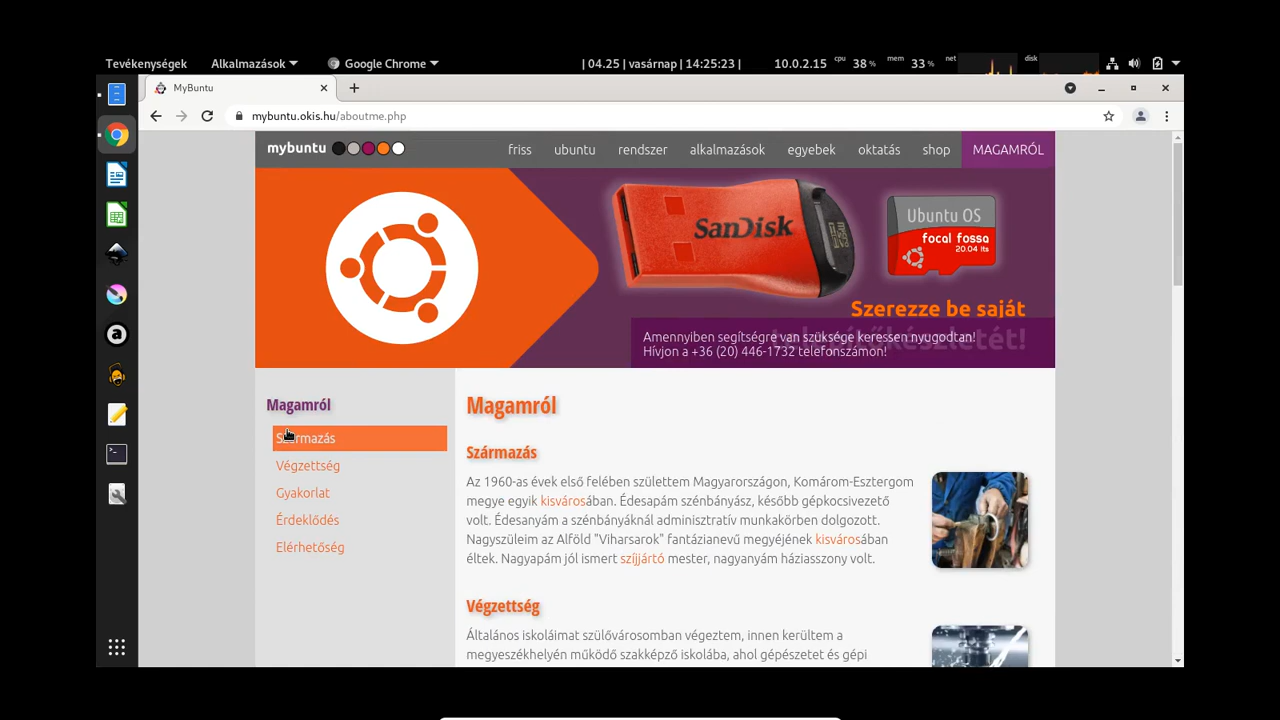 Tevékenységek Alkalmazások Google Chrome | 04.25 | vasárnap | 14:25:23 | 10.0.2.15 cpu 38 % mem 33 % net disk
MyBuntu
mybuntu.okis.hu/aboutme.php
mybuntu friss ubuntu rendszer alkalmazások egyebek oktatás shop MAGAMRÓL
SanDisk
Ubuntu OS
focal fossa
20.04 lts
Szerezze be saját
Amennyiben segítségre van szüksége keressen nyugodtan!
Hívjon a +36 (20) 446-1732 telefonszámon!
Magamról
Származás
Végzettség
Gyakorlat
Érdeklődés
Elérhetőség
Magamról
Származás
Az 1960-as évek első felében születtem Magyarországon, Komárom-Esztergom
megye egyik kisvárosában. Édesapám szénbányász, később gépkocsivezető
volt. Édesanyám a szénbányáknál adminisztratív munkakörben dolgozott.
Nagyszüleim az Alföld "Viharsarok" fantázianevű megyéjének kisvárosában
éltek. Nagyapám jól ismert szíjjártó mester, nagyanyám háziasszony volt.
Végzettség
Általános iskoláimat szülővárosomban végeztem, innen kerültem a
megyeszékhelyén működő szakképző iskolába, ahol gépészetet és gépi